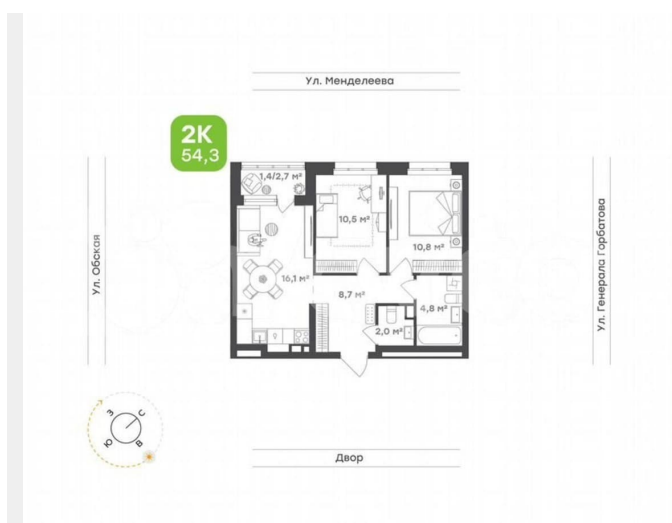 Ул. Менделеева
2К
54,3
1,4/2,7 м²
10,5 м²
10,8 м²
Ул. Обская
Ул. Генерала Горбатова
16,1 м²
8,7 м²
4,8 м²
2,0 м²
З
С
Ю
В
Двор